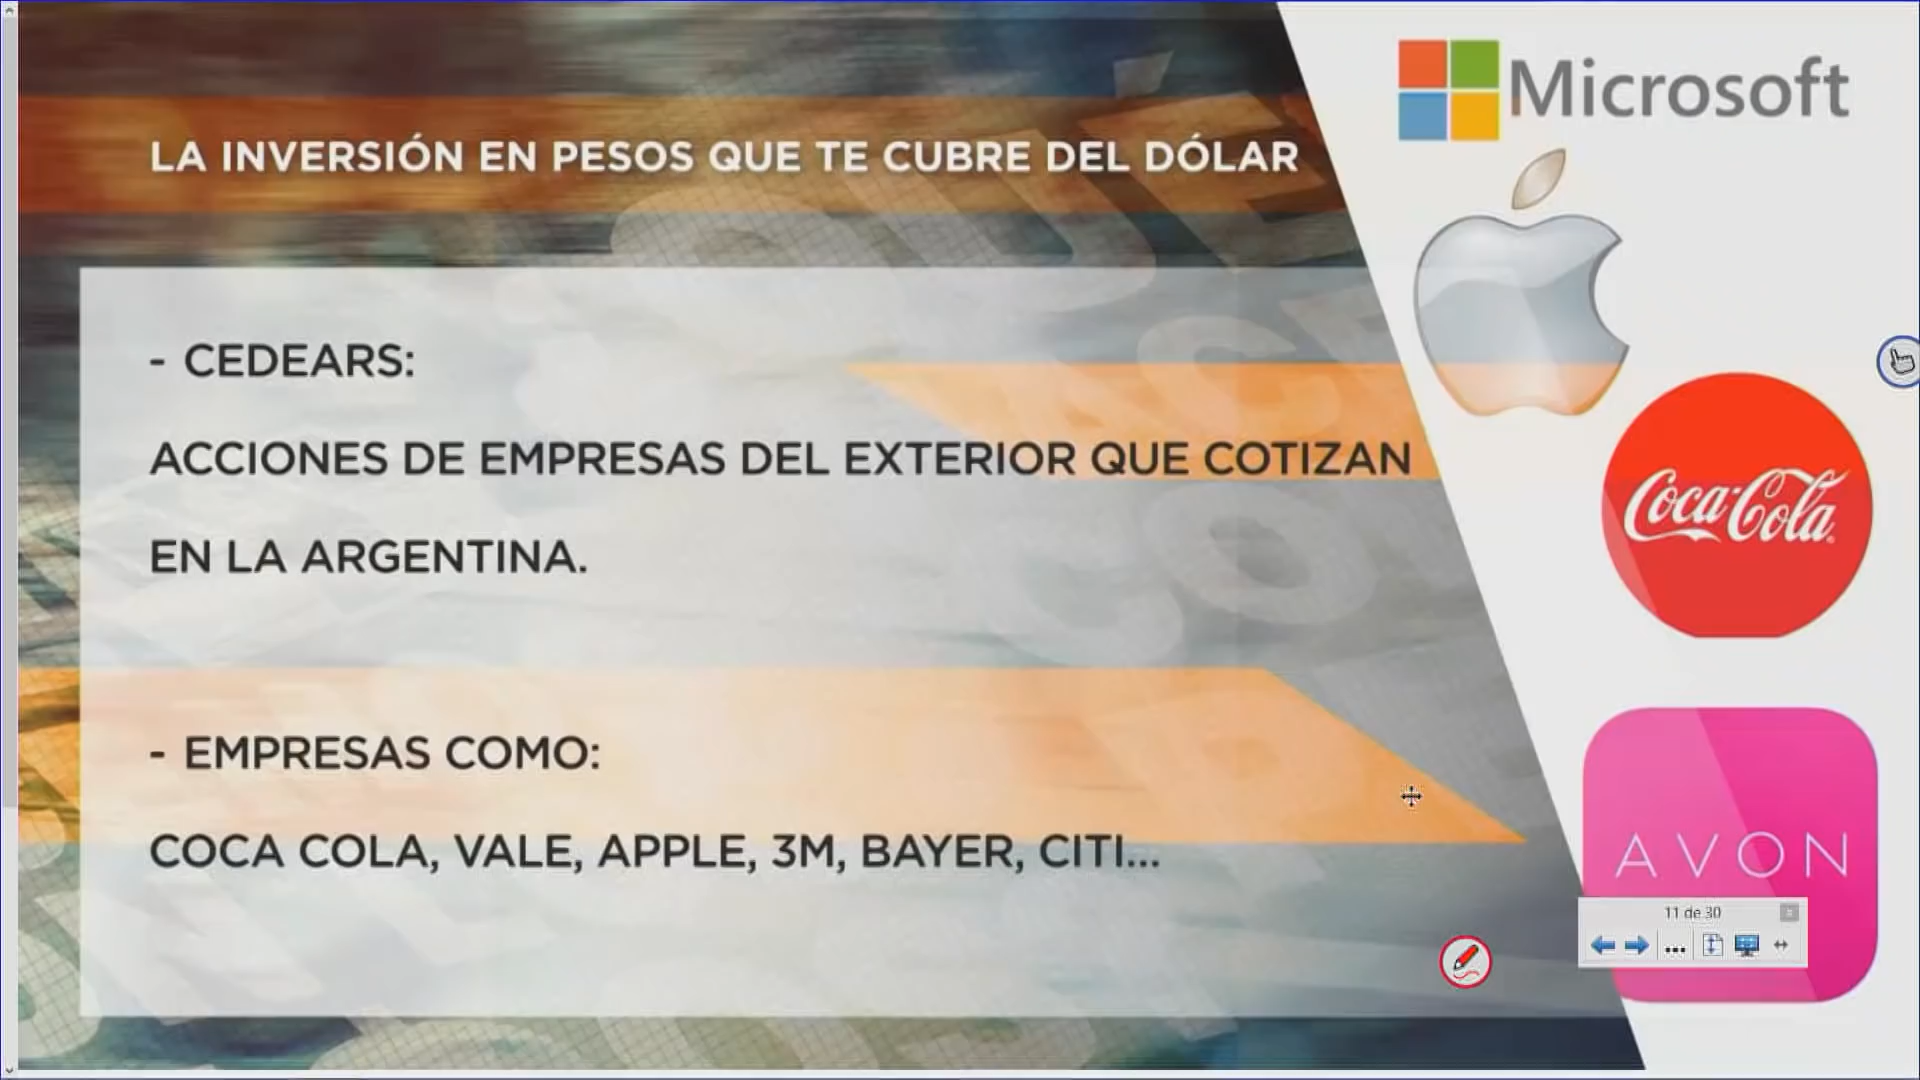 LA INVERSIÓN EN PESOS QUE TE CUBRE DEL DÓLAR
Microsoft
- CEDEARS:
ACCIONES DE EMPRESAS DEL EXTERIOR QUE COTIZAN
EN LA ARGENTINA.
Coca-Cola
- EMPRESAS COMO:
COCA COLA, VALE, APPLE, 3M, BAYER, CITI...
AVON
11 de 30